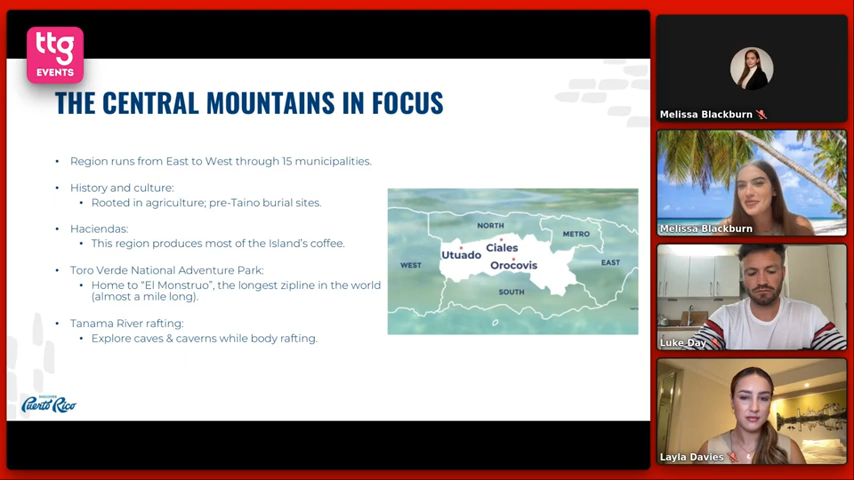 ttg
EVENTS
THE CENTRAL MOUNTAINS IN FOCUS
• Region runs from East to West through 15 municipalities.
• History and culture:
• Rooted in agriculture; pre-Taino burial sites.
• Haciendas:
• This region produces most of the Island's coffee.
• Toro Verde National Adventure Park:
• Home to "El Monstruo", the longest zipline in the world
(almost a mile long).
• Tanama River rafting:
• Explore caves & caverns while body rafting.
NORTH
METRO
Ciales
Utuado
WEST
Orocovis
EAST
SOUTH
Puerto Rico
Melissa Blackburn
Melissa Blackburn
Luke Day
Layla Davies